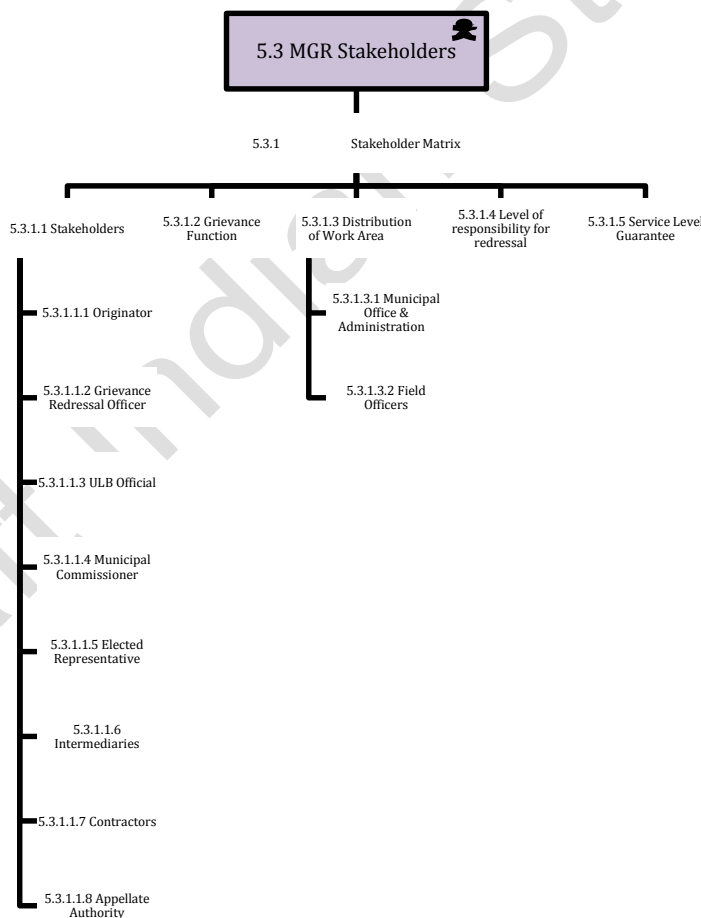 5.3 MGR Stakeholders
5.3.1 Stakeholder Matrix
5.3.1.1 Stakeholders
5.3.1.2 Grievance
Function
5.3.1.3 Distribution
of Work Area
5.3.1.4 Level of
responsibility for
redressal
5.3.1.5 Service Level
Guarantee
5.3.1.1.1 Originator
5.3.1.1.2 Grievance
Redressal Officer
5.3.1.1.3 ULB Official
5.3.1.1.4 Municipal
Commissioner
5.3.1.1.5 Elected
Representative
5.3.1.1.6
Intermediaries
5.3.1.1.7 Contractors
5.3.1.1.8 Appellate
Authority
5.3.1.3.1 Municipal
Office &
Administration
5.3.1.3.2 Field
Officers
Indian